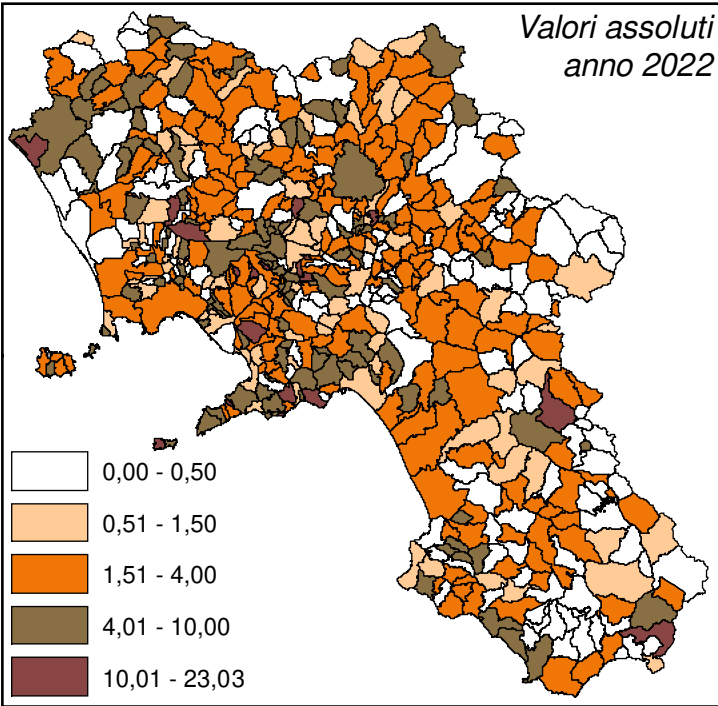 Valori assoluti
anno 2022
0,00 - 0,50
0,51 - 1,50
1,51 - 4,00
4,01 - 10,00
10,01 - 23,03